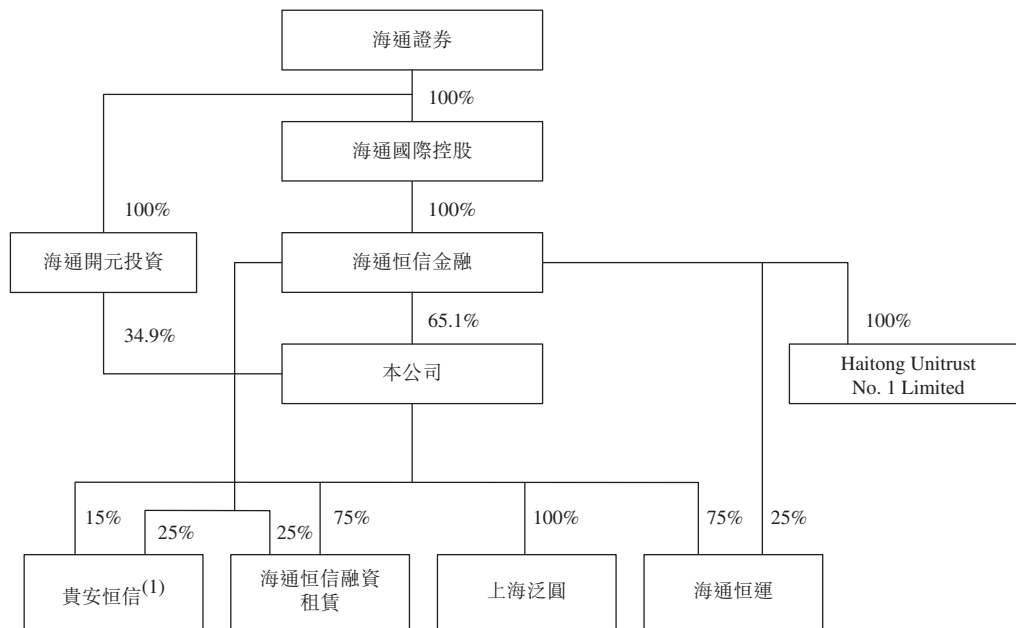 海通證券
100%
海通國際控股
100%
100%
海通開元投資
海通恒信金融
34.9%
65.1%
100%
本公司
Haitong Unitrust
No. 1 Limited
15%
25%
25%
75%
100%
75%
25%
貴安恒信(1)
海通恒信融資
租賃
上海泛圓
海通恒運